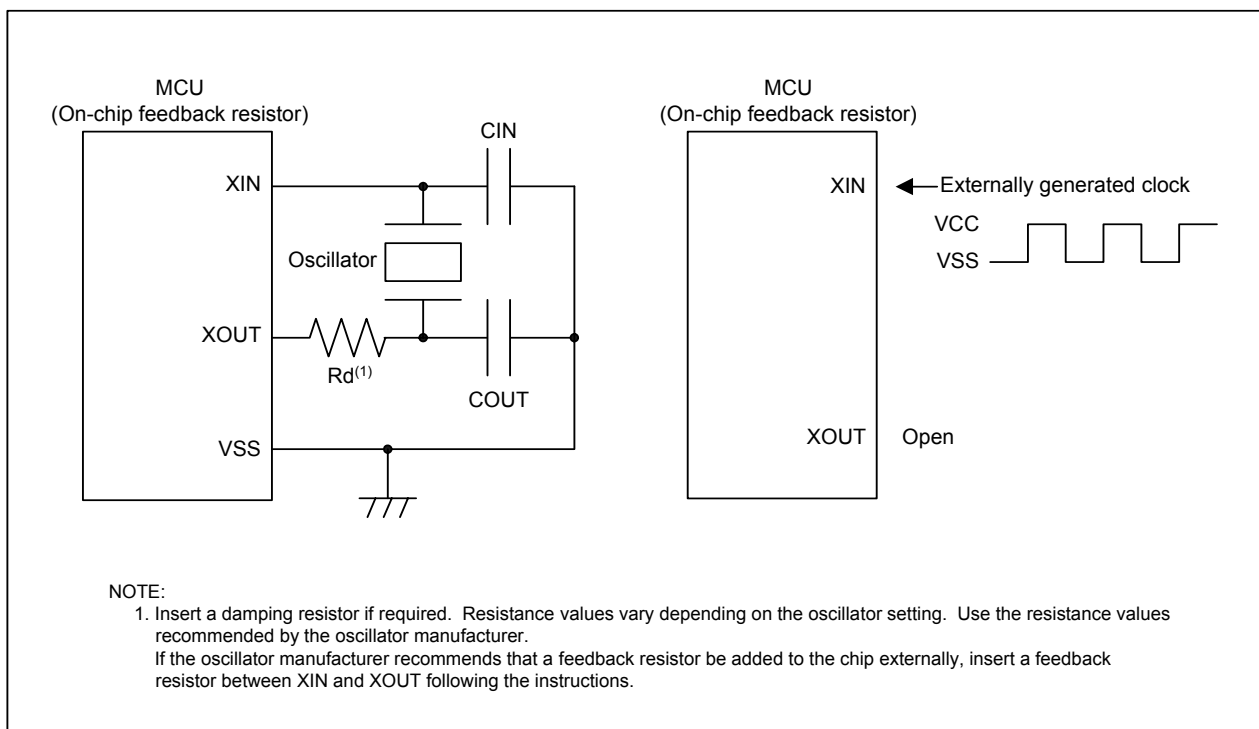 MCU
(On-chip feedback resistor)
XIN
CIN
Oscillator
XOUT
Rd(1)
COUT
VSS
MCU
(On-chip feedback resistor)
XIN
Externally generated clock
VCC
VSS
XOUT
Open
NOTE:
1. Insert a damping resistor if required. Resistance values vary depending on the oscillator setting. Use the resistance values
recommended by the oscillator manufacturer.
If the oscillator manufacturer recommends that a feedback resistor be added to the chip externally, insert a feedback
resistor between XIN and XOUT following the instructions.